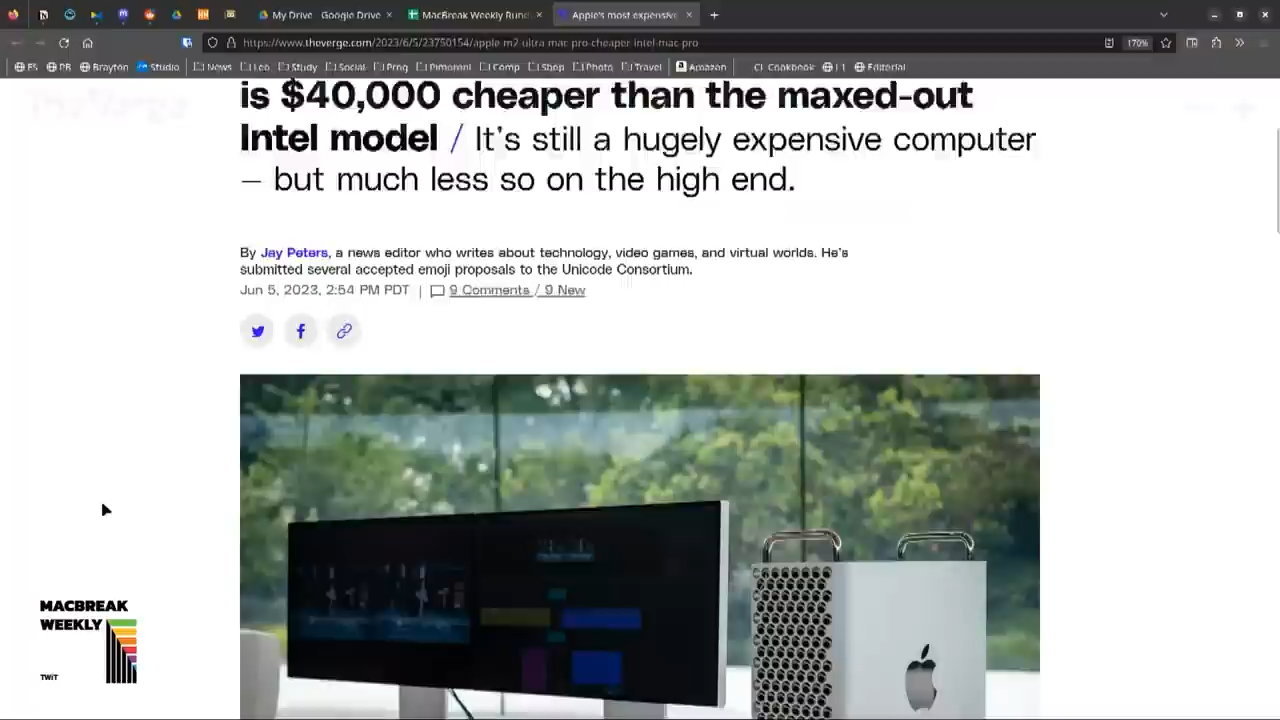 My Drive - Google Drive
MacBreak Weekly Rund
Apple's most expensive
https://www.theverge.com/2023/6/5/23750154/apple-m2-ultra-mac-pro-cheaper-intel-mac-pro
170%
ES
PB
Brayton
Studio
News
Leo
Study
Social
Prog
Pimoroni
Comp
Shop
Photo
Travel
Amazon
Cookbook
Editorial
TheVerge
is $40,000 cheaper than the maxed-out
Intel model / It's still a hugely expensive computer
— but much less so on the high end.
By Jay Peters, a news editor who writes about technology, video games, and virtual worlds. He's
submitted several accepted emoji proposals to the Unicode Consortium.
Jun 5, 2023, 2:54 PM PDT | 9 Comments / 9 New
MACBREAK
WEEKLY
TWiT